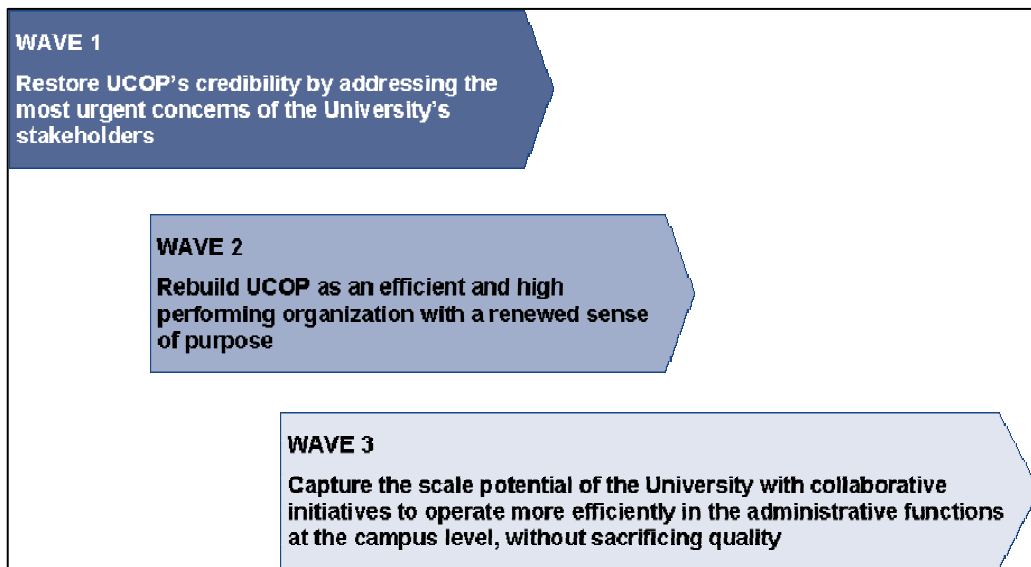 WAVE 1
Restore UCOP's credibility by addressing the
most urgent concerns of the University's
stakeholders
WAVE 2
Rebuild UCOP as an efficient and high
performing organization with a renewed sense
of purpose
WAVE 3
Capture the scale potential of the University with collaborative
initiatives to operate more efficiently in the administrative functions
at the campus level, without sacrificing quality